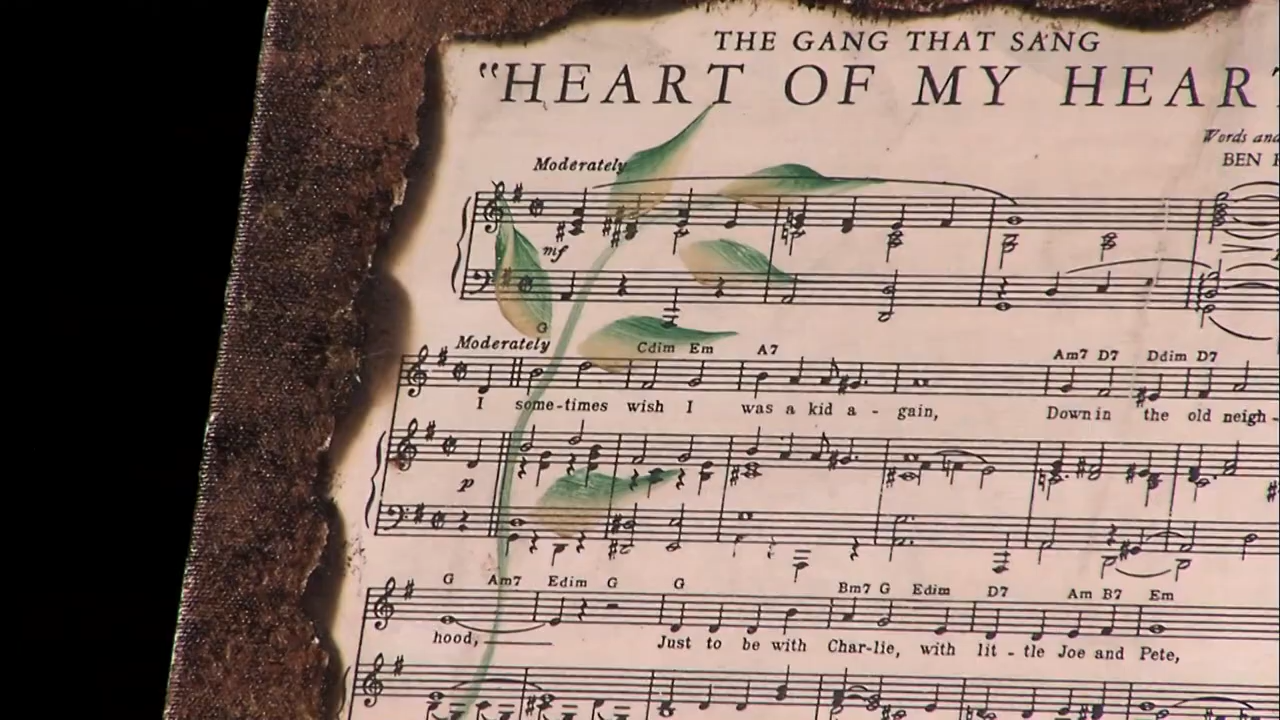 THE GANG THAT SANG
"HEART OF MY HEART
Words and
BEN
Moderately
mf
G
Moderately Cdim Em A7 Am7 D7 Ddim D7
I some-times wish I was a kid a - gain, Down in the old neigh -
p
G Am7 Edim G G Bm7 G Edim D7 Am B7 Em
hood, Just to be with Char-lie, with lit - tle Joe and Pete,